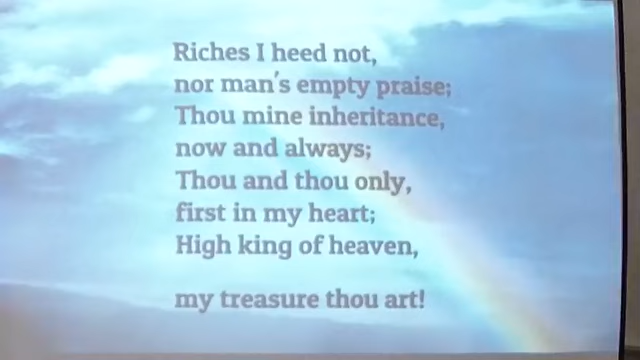 Riches I heed not,
nor man's empty praise;
Thou mine inheritance,
now and always;
Thou and thou only,
first in my heart;
High king of heaven,
my treasure thou art!